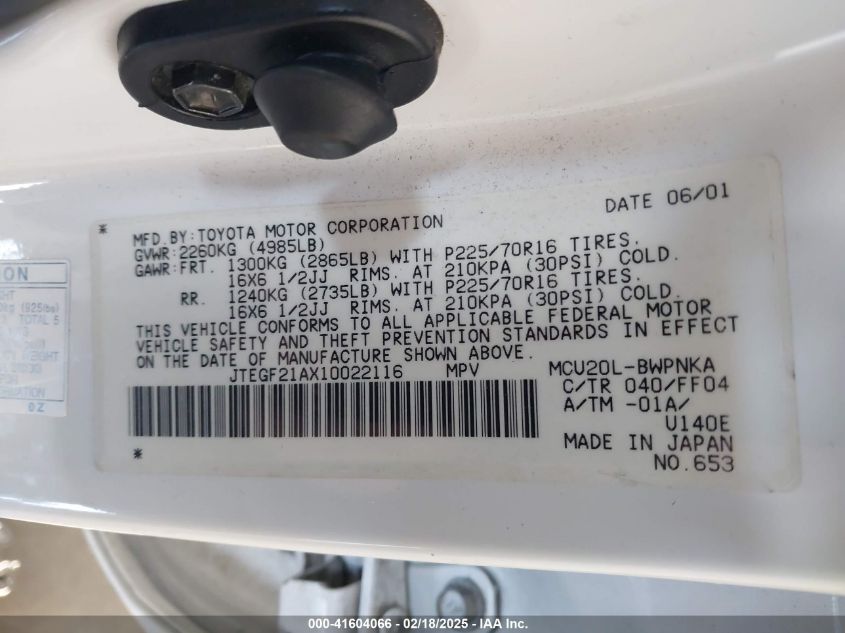 DATE 06/01
*
MFD.BY:TOYOTA MOTOR CORPORATION
GVWR:2260KG (4985LB)
GAWR:FRT. 1300KG (2865LB) WITH P225/70R16 TIRES.
16X6 1/2JJ RIMS. AT 210KPA (30PSI) COLD.
RR. 1240KG (2735LB) WITH P225/70R16 TIRES.
16X6 1/2JJ RIMS. AT 210KPA (30PSI) COLD.
THIS VEHICLE CONFORMS TO ALL APPLICABLE FEDERAL MOTOR
VEHICLE SAFETY AND THEFT PREVENTION STANDARDS IN EFFECT
ON THE DATE OF MANUFACTURE SHOWN ABOVE.
JTEGF21AX10022116 MPV MCU20L-BWPNKA
C/TR 040/FF04
A/TM -01A/
U140E
MADE IN JAPAN
* NO.653
(925lbs)
TOTAL 5
000-41604066 - 02/18/2025 - IAA Inc.